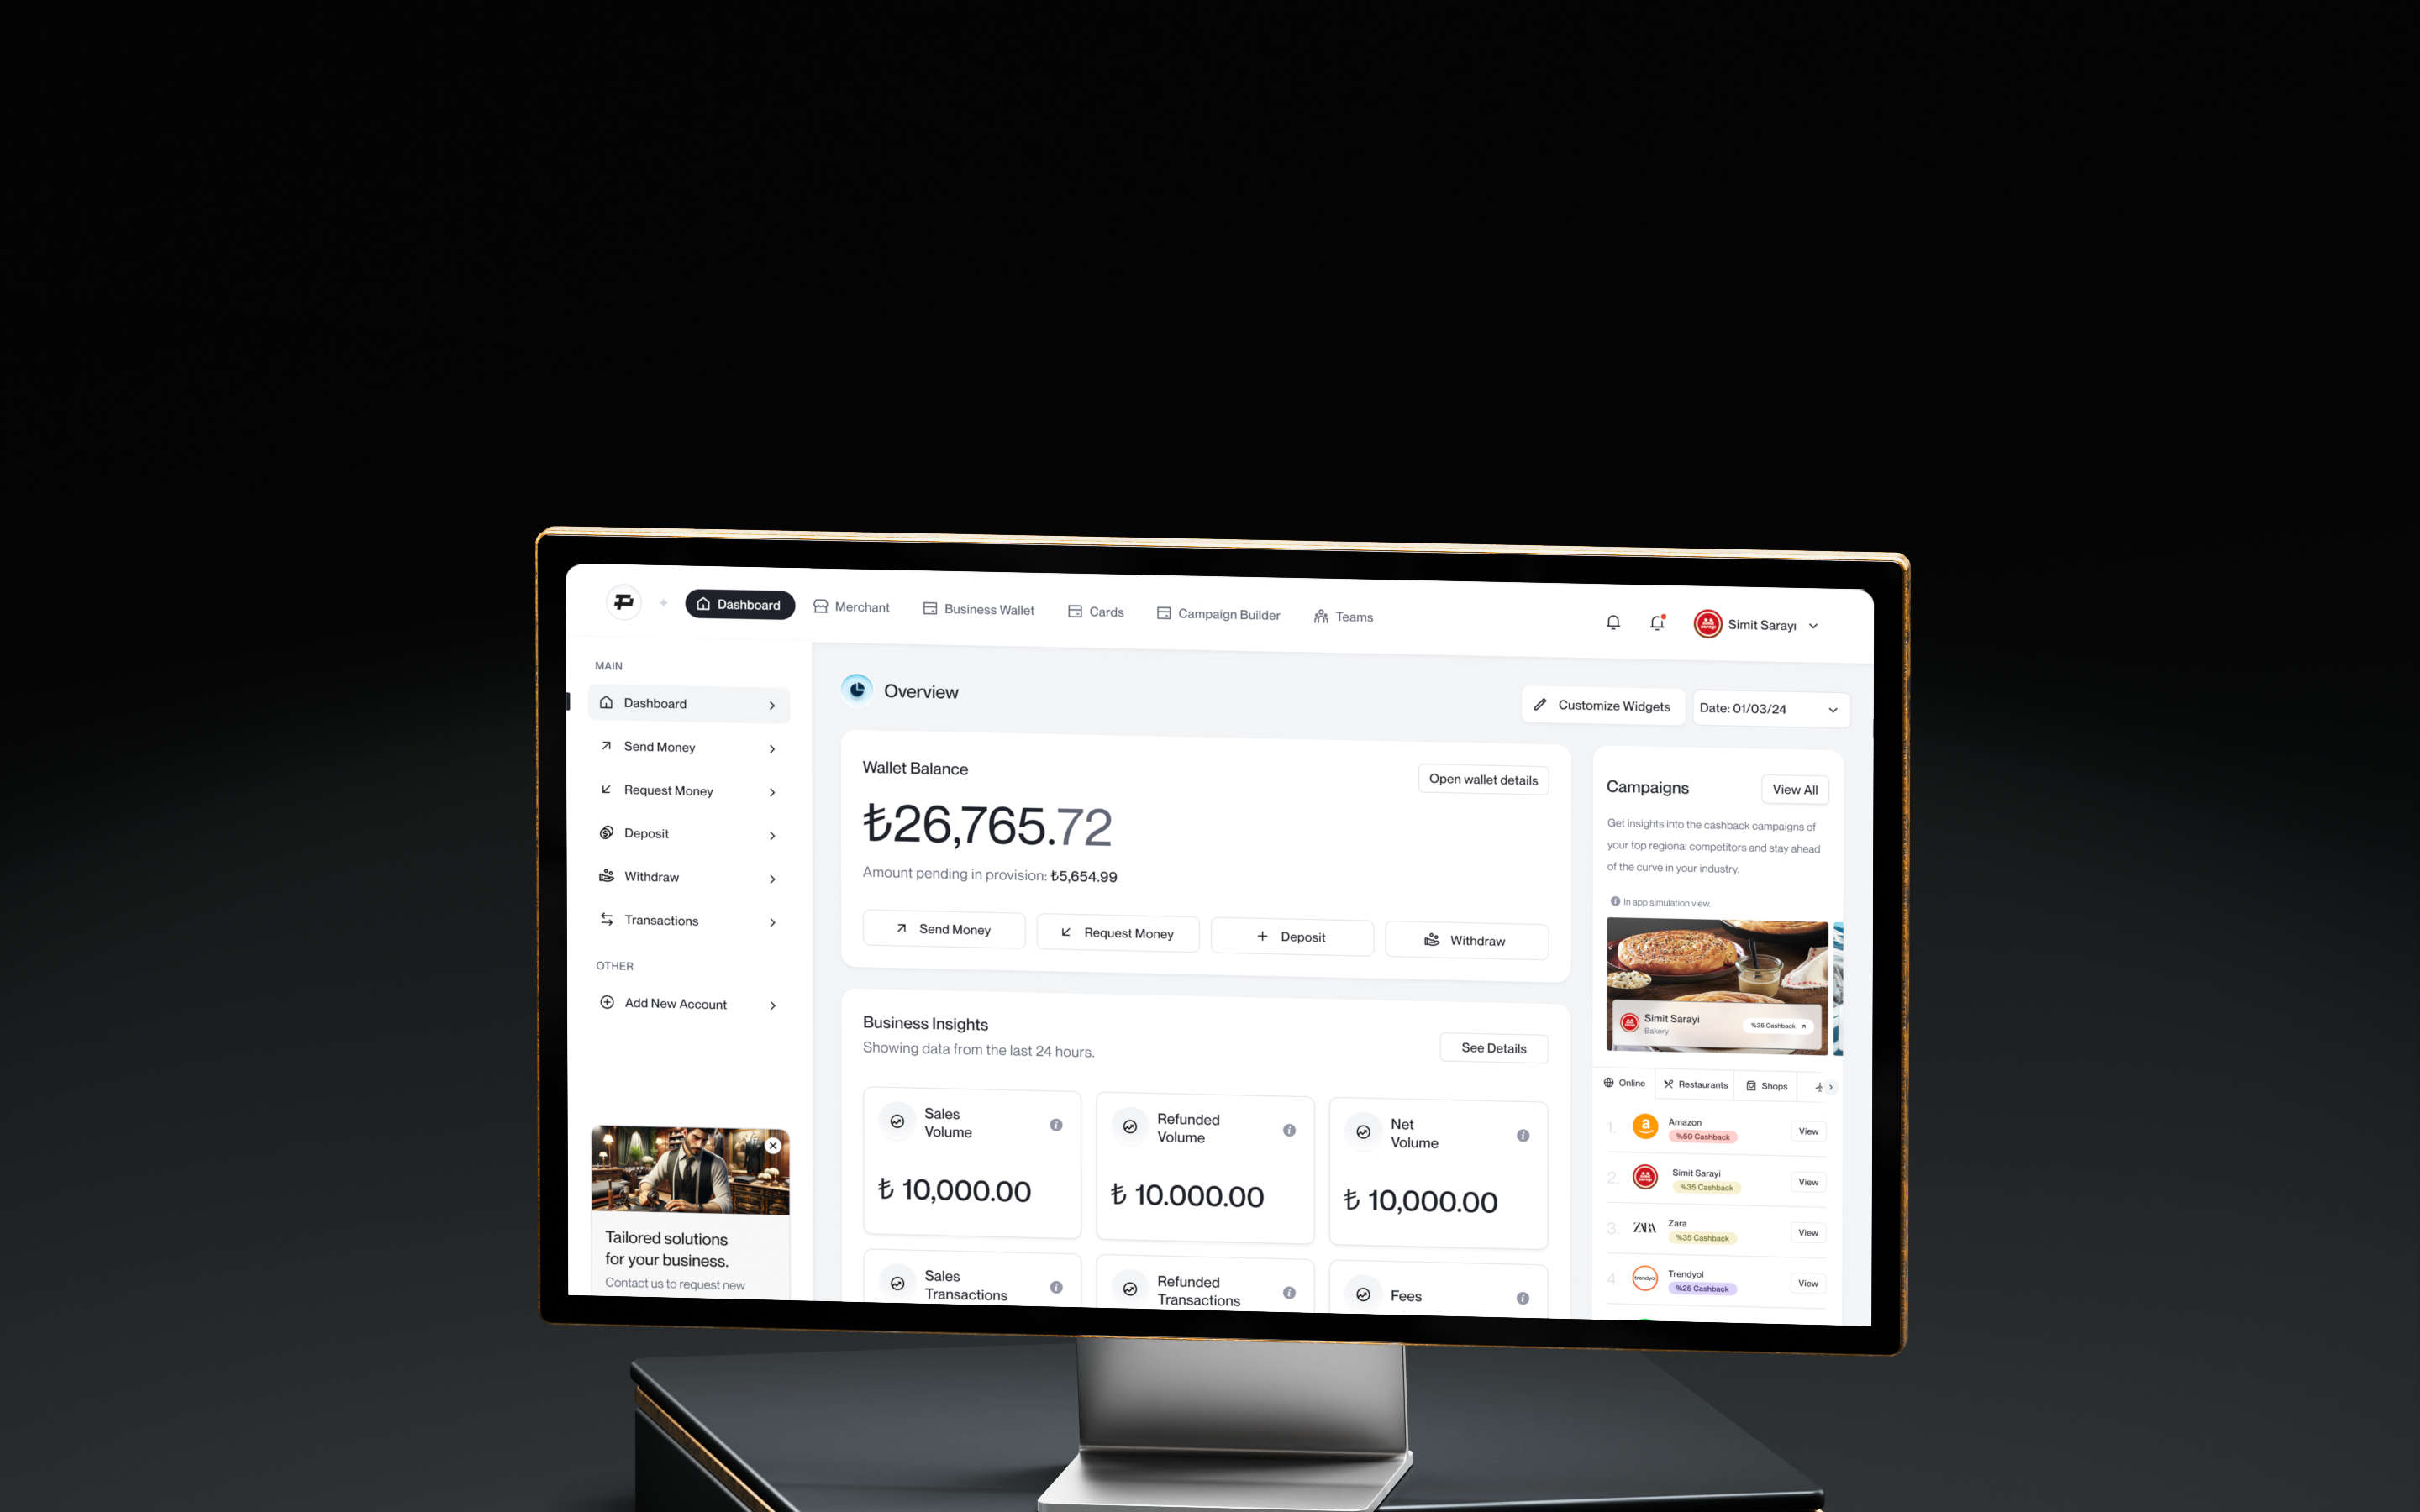 Dashboard
Merchant
Business Wallet
Cards
Campaign Builder
Teams
Simit Sarayı
MAIN
Dashboard
Send Money
Request Money
Deposit
Withdraw
Transactions
OTHER
Add New Account
Tailored solutions
for your business.
Contact us to request new
Overview
Customize Widgets
Date: 01/03/24
Wallet Balance
Open wallet details
₺26,765.72
Amount pending in provision: ₺5,654.99
Send Money
Request Money
Deposit
Withdraw
Business Insights
Showing data from the last 24 hours.
See Details
Sales
Volume
₺ 10,000.00
Refunded
Volume
₺ 10.000.00
Net
Volume
₺ 10,000.00
Sales
Transactions
Refunded
Transactions
Fees
Campaigns
View All
Get insights into the cashback campaigns of
your top regional competitors and stay ahead
of the curve in your industry.
In app simulation view.
Simit Sarayi
Bakery
%35 Cashback
Online
Restaurants
Shops
1.
Amazon
%50 Cashback
View
2.
Simit Sarayi
%35 Cashback
View
3.
ZARA
Zara
%35 Cashback
View
4.
trendyol
Trendyol
%25 Cashback
View